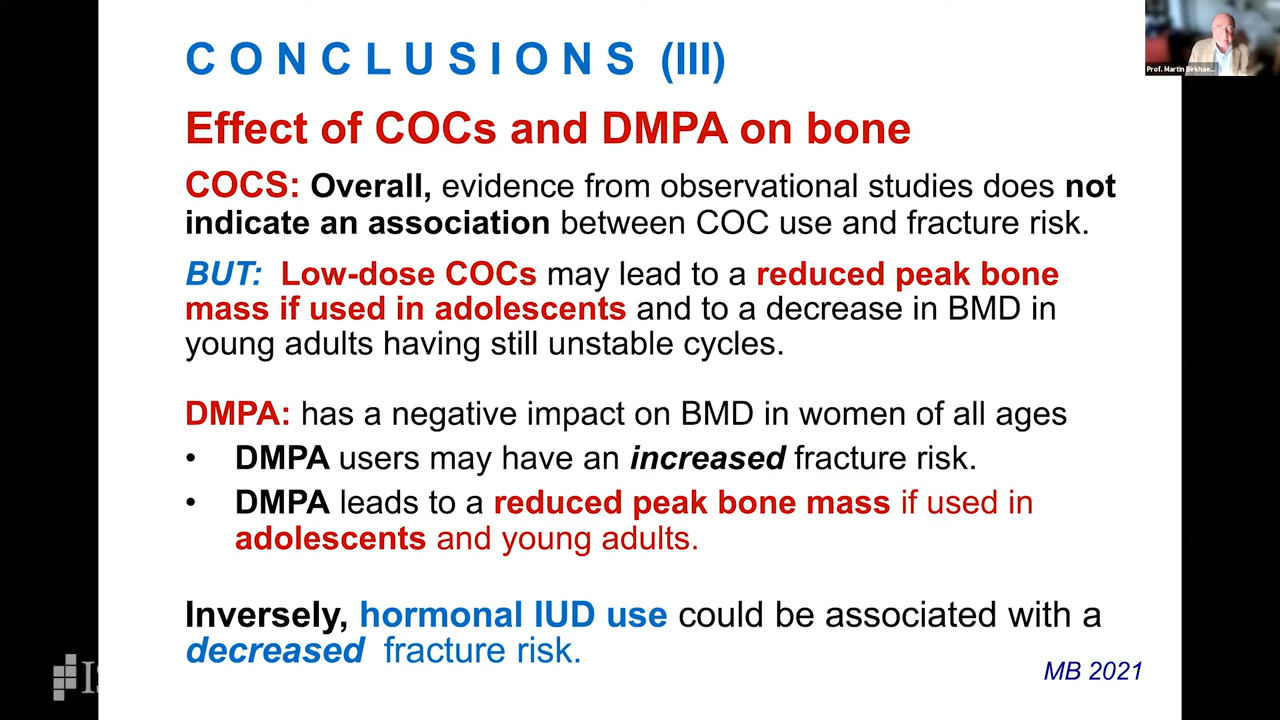 C O N C L U S I O N S (III)
Effect of COCs and DMPA on bone
COCS: Overall, evidence from observational studies does not
indicate an association between COC use and fracture risk.
BUT: Low-dose COCs may lead to a reduced peak bone
mass if used in adolescents and to a decrease in BMD in
young adults having still unstable cycles.
DMPA: has a negative impact on BMD in women of all ages
• DMPA users may have an increased fracture risk.
• DMPA leads to a reduced peak bone mass if used in
adolescents and young adults.
Inversely, hormonal IUD use could be associated with a
decreased fracture risk.
MB 2021
Prof. Martin Birkhae...